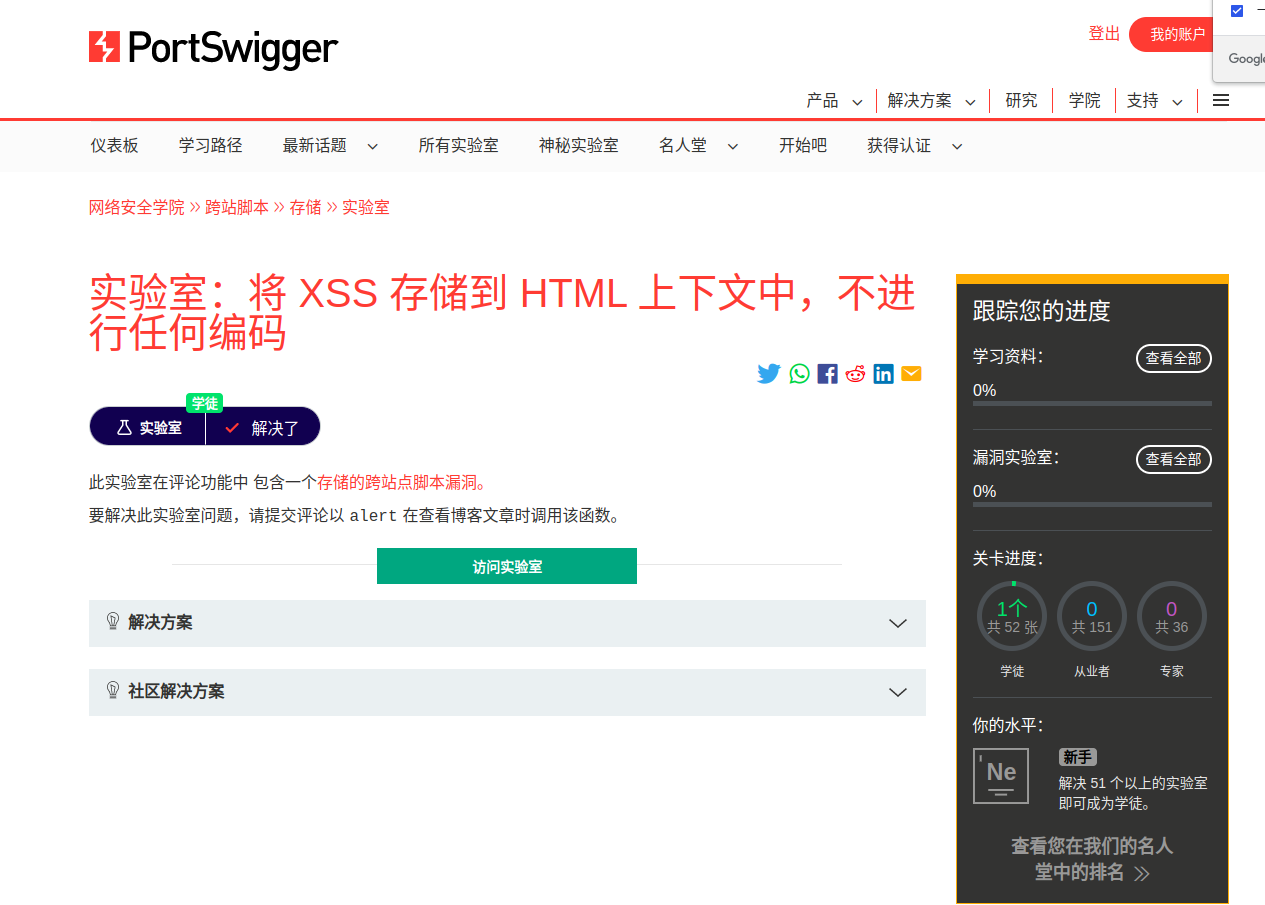 PortSwigger
登出
我的账户
Google
产品
解决方案
研究
学院
支持
仪表板
学习路径
最新话题
所有实验室
神秘实验室
名人堂
开始吧
获得认证
网络安全学院 » 跨站脚本 » 存储 » 实验室
实验室：将 XSS 存储到 HTML 上下文中，不进
行任何编码
学徒
实验室
解决了
此实验室在评论功能中 包含一个存储的跨站点脚本漏洞。
要解决此实验室问题，请提交评论以 alert 在查看博客文章时调用该函数。
访问实验室
解决方案
社区解决方案
跟踪您的进度
学习资料：
查看全部
0%
漏洞实验室：
查看全部
0%
关卡进度：
1个
共 52 张
学徒
0
共 151
从业者
0
共 36
专家
你的水平：
Ne
新手
解决 51 个以上的实验室
即可成为学徒。
查看您在我们的名人
堂中的排名 »